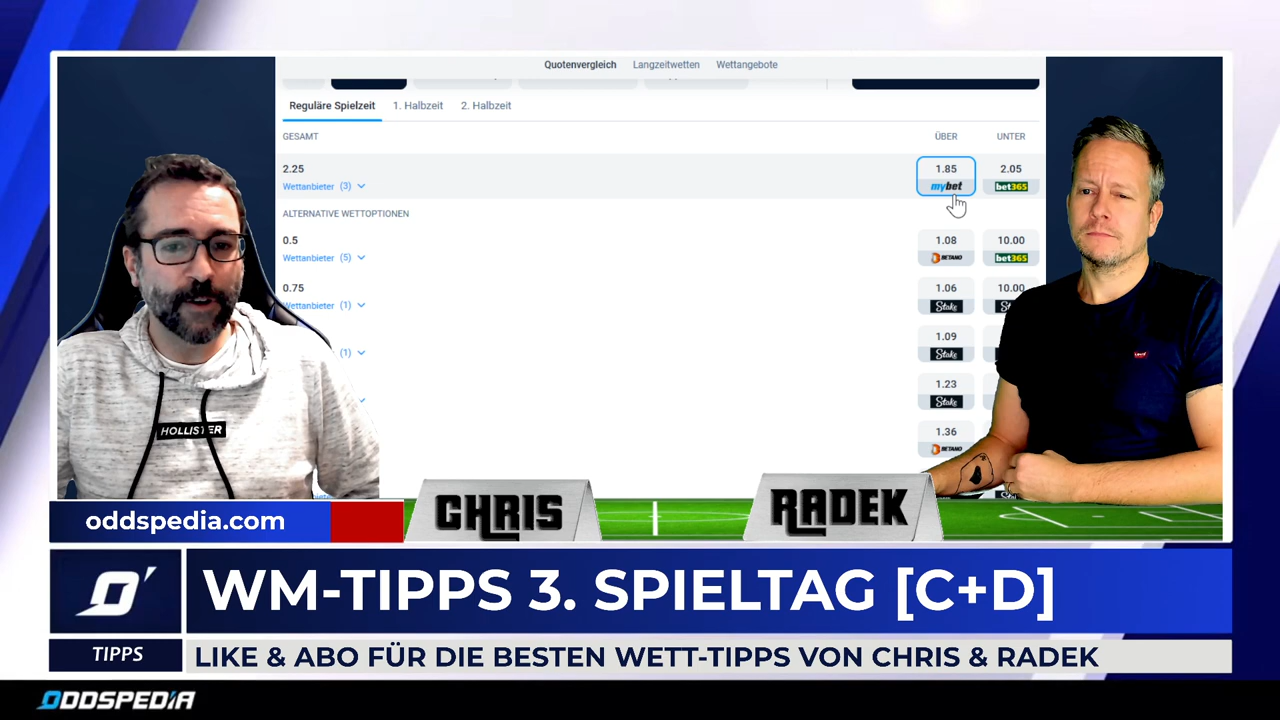 Quotenvergleich Langzeitwetten Wettangebote
Reguläre Spielzeit 1. Halbzeit 2. Halbzeit
GESAMT ÜBER UNTER
2.25 1.85 2.05
Wettanbieter (3) mybet bet365
ALTERNATIVE WETTOPTIONEN
0.5 1.08 10.00
Wettanbieter (5) BETANO bet365
0.75 1.06 10.00
Wettanbieter (1) Stake
1.09
(1) Stake
1.23
Stake
1.36
BETANO
HOLLISTER
CHRIS
RADEK
oddspedia.com
O'
WM-TIPPS 3. SPIELTAG [C+D]
TIPPS
LIKE & ABO FÜR DIE BESTEN WETT-TIPPS VON CHRIS & RADEK
ODDSPEDIA